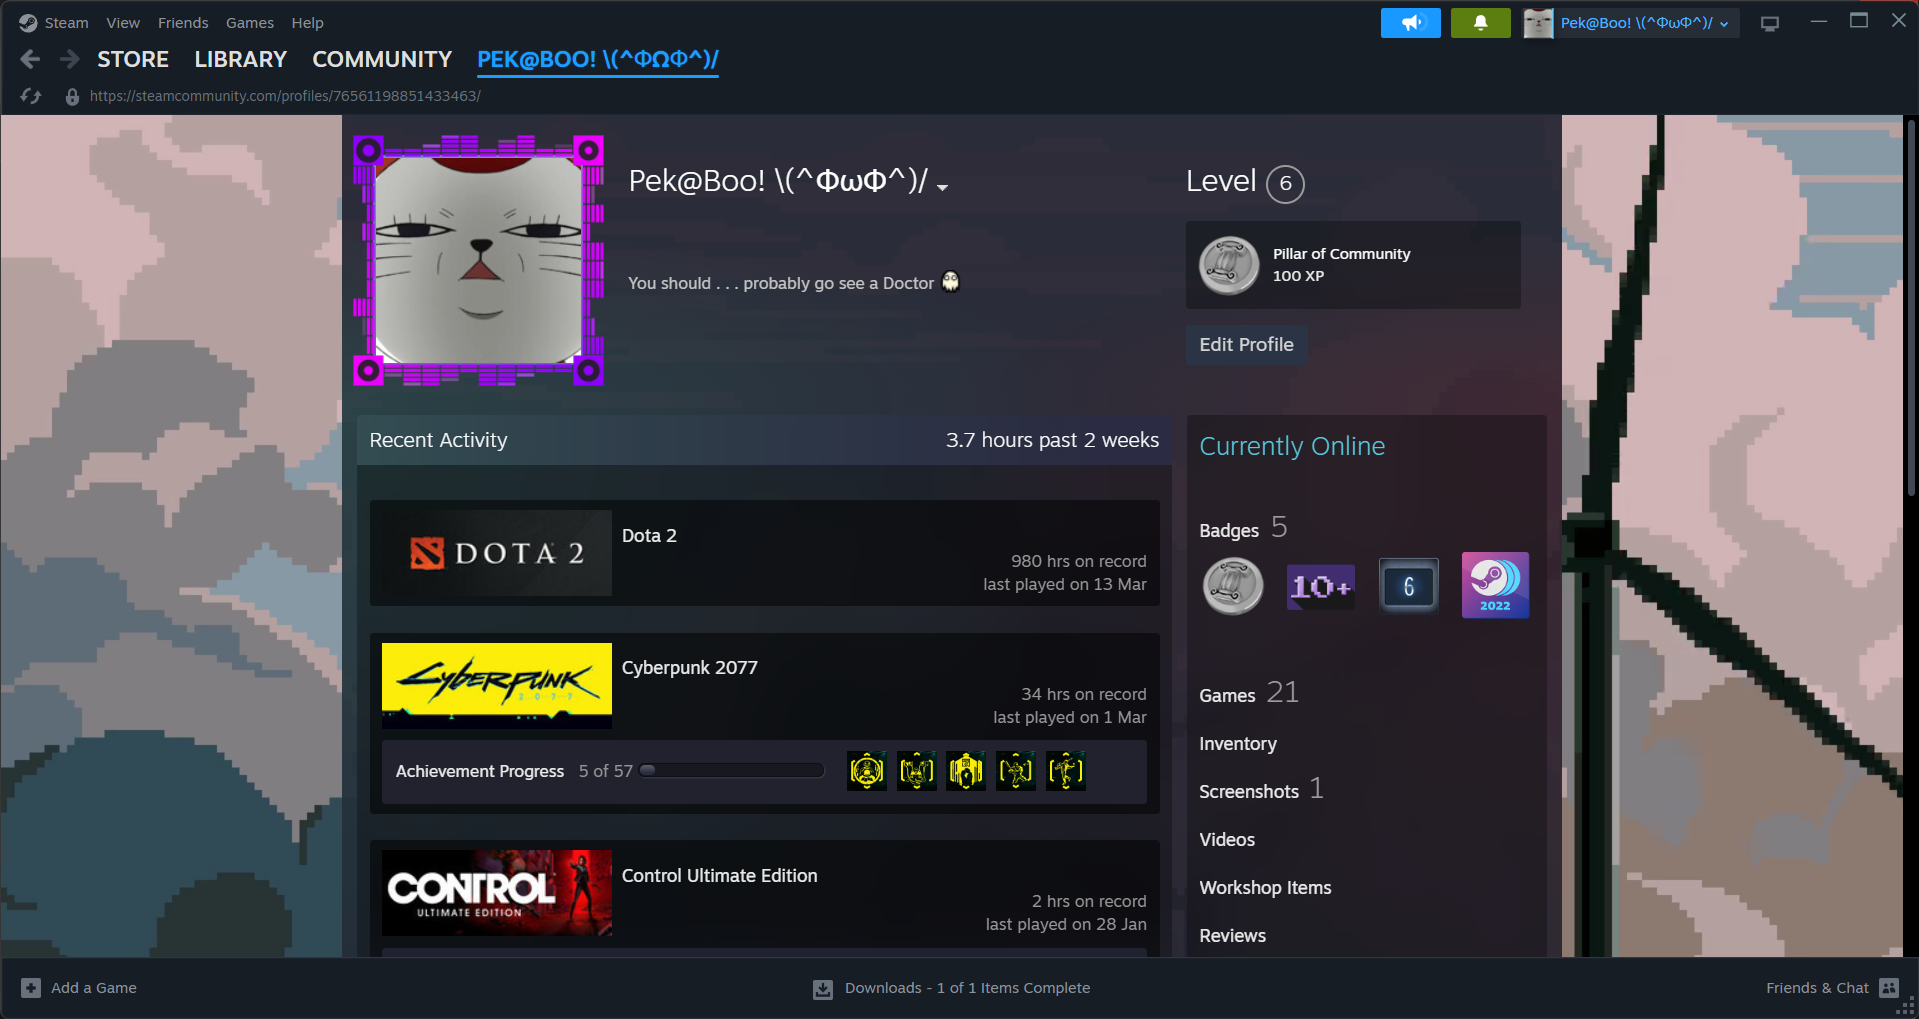 Steam View Friends Games Help
Pek@Boo! \(^ΦωΦ^)/
STORE LIBRARY COMMUNITY PEK@BOO! \(^ΦΩΦ^)/
https://steamcommunity.com/profiles/76561198851433463/
Pek@Boo! \(^ΦωΦ^)/
Level 6
Pillar of Community
100 XP
You should . . . probably go see a Doctor
Edit Profile
Recent Activity 3.7 hours past 2 weeks
DOTA 2
Dota 2
980 hrs on record
last played on 13 Mar
Cyberpunk
2077
Cyberpunk 2077
34 hrs on record
last played on 1 Mar
Achievement Progress 5 of 57
CONTROL
ULTIMATE EDITION
Control Ultimate Edition
2 hrs on record
last played on 28 Jan
Currently Online
Badges 5
10+
6
2022
Games 21
Inventory
Screenshots 1
Videos
Workshop Items
Reviews
Add a Game
Downloads - 1 of 1 Items Complete
Friends & Chat